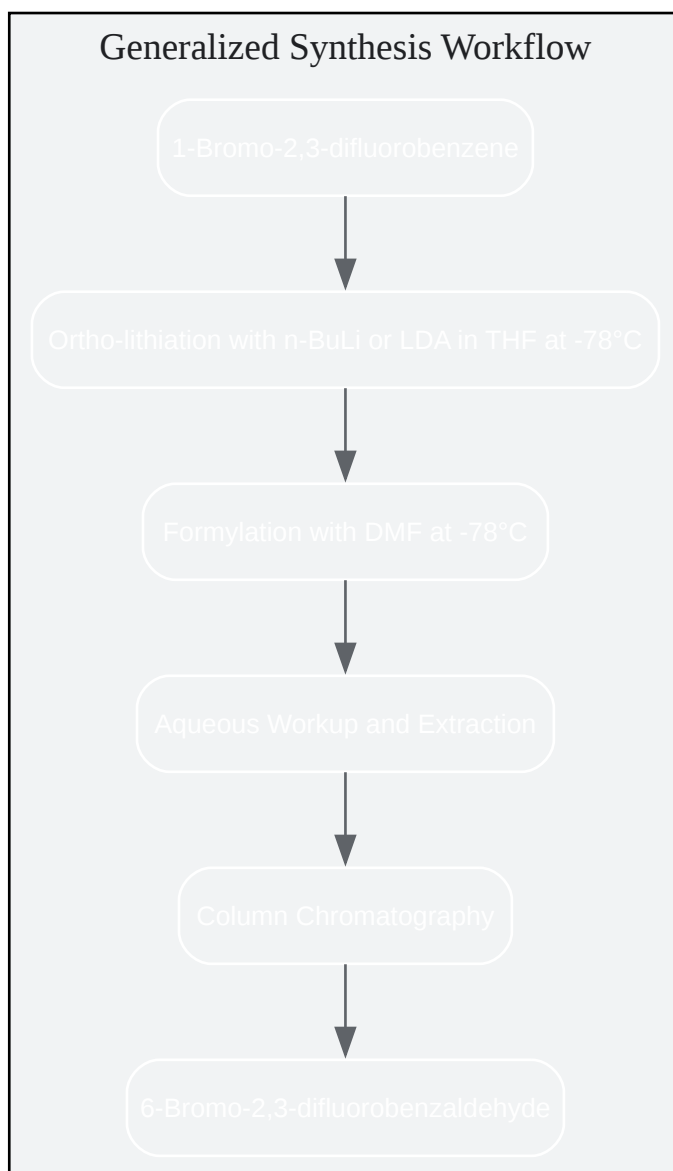 Generalized Synthesis Workflow
1-Bromo-2,3-difluorobenzene
Ortho-lithiation with n-BuLi or LDA in THF at -78°C
Formylation with DMF at -78°C
Aqueous Workup and Extraction
Column Chromatography
6-Bromo-2,3-difluorobenzaldehyde